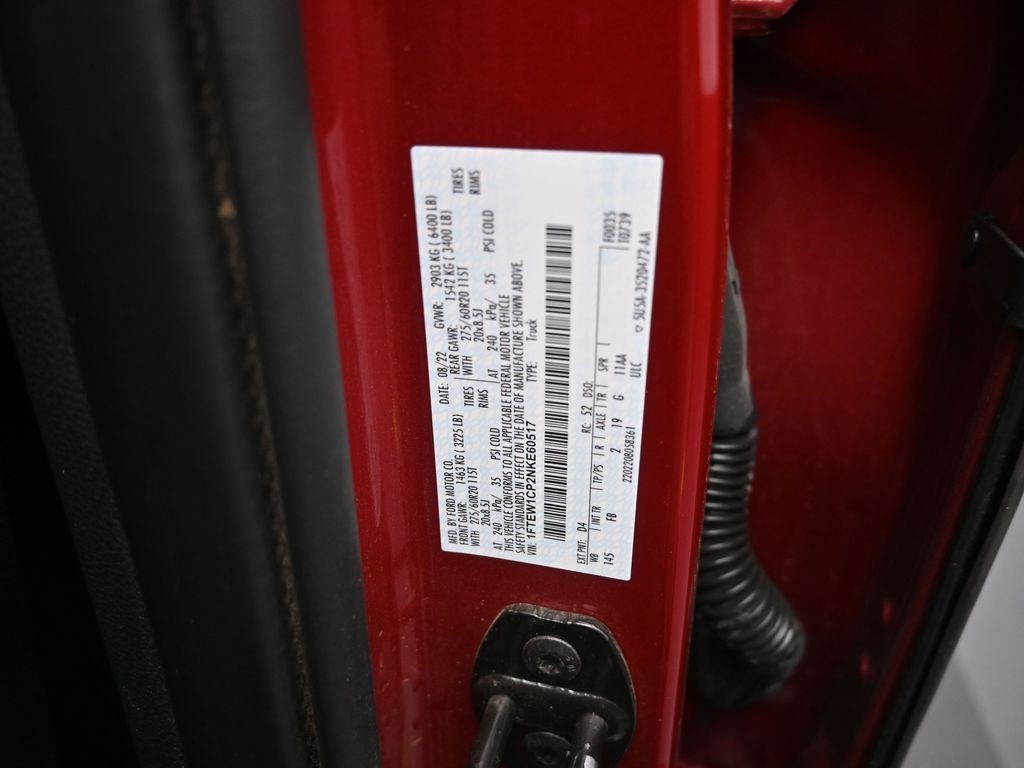 MFD. BY FORD MOTOR CO. DATE: 08/22 GVWR: 2903 KG ( 6400 LB)
FRONT GAWR: 1463 KG ( 3225 LB) REAR GAWR: 1542 KG ( 3400 LB)
WITH 275/60R20 115T TIRES WITH 275/60R20 115T TIRES
20x8.5J RIMS 20x8.5J RIMS
AT 240 kPa/ 35 PSI COLD AT 240 kPa/ 35 PSI COLD
THIS VEHICLE CONFORMS TO ALL APPLICABLE FEDERAL MOTOR VEHICLE
SAFETY STANDARDS IN EFFECT ON THE DATE OF MANUFACTURE SHOWN ABOVE.
VIN: 1FTEW1CP2NKE60517 TYPE: Truck
EXT PNT: D4 RC: 52 DSO: F0035
WB INT TR TP/PS R AXLE TR SPR 10739
145 FB 2 19 G 11AA
2202208058361 ULC 5U5A-3520472-AA